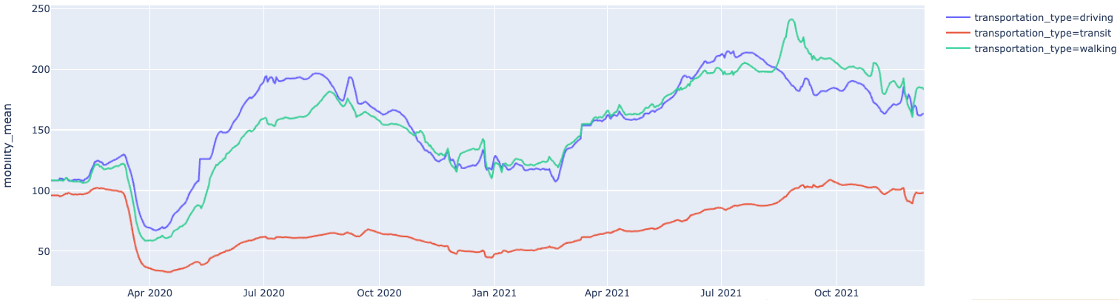 250
200
150
100
50
mobility_mean
Apr 2020
Jul 2020
Oct 2020
Jan 2021
Apr 2021
Jul 2021
Oct 2021
transportation_type=driving
transportation_type=transit
transportation_type=walking